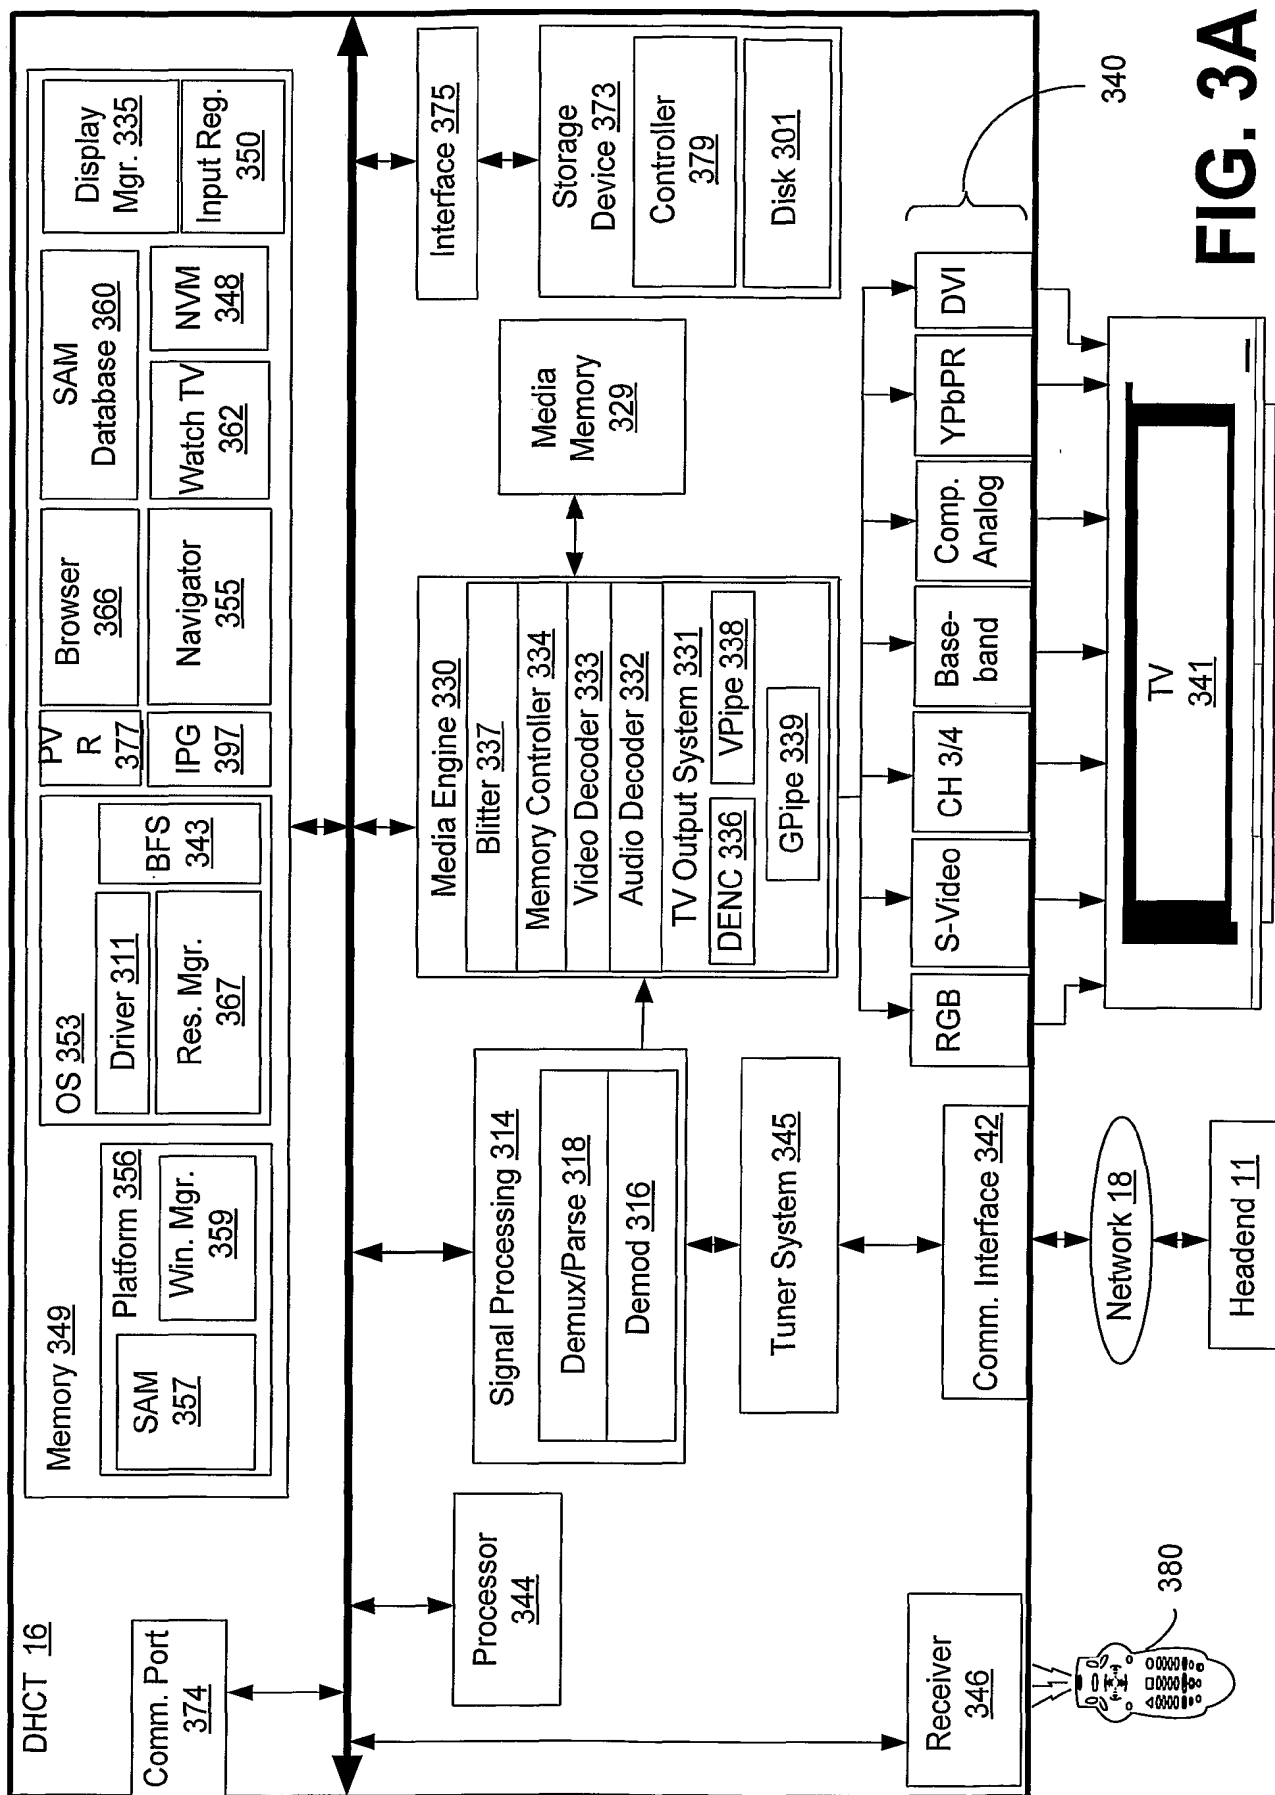 DHCT 16
Comm. Port
374
Memory 349
Platform 356
SAM
357
Win. Mgr.
359
OS 353
Driver 311
Res. Mgr.
367
BFS
343
PV
R
377
IPG
397
Browser
366
Navigator
355
SAM
Database 360
Watch TV
362
NVM
348
Display
Mgr. 335
Input Reg.
350
Processor
344
Signal Processing 314
Demux/Parse 318
Demod 316
Tuner System 345
Comm. Interface 342
Media Engine 330
Blitter 337
Memory Controller 334
Video Decoder 333
Audio Decoder 332
TV Output System 331
DENC 336
VPipe 338
GPipe 339
Media
Memory
329
Interface 375
Storage
Device 373
Controller
379
Disk 301
Receiver
346
RGB
S-Video
CH 3/4
Base-
band
Comp.
Analog
YPbPR
DVI
340
380
Network 18
Headend 11
TV
341
FIG. 3A